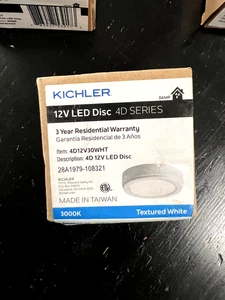 KICHLER
12V LED Disc 4D SERIES
DAMP
3 Year Residential Warranty
Garantía Residencial de 3 Años
Item: 4D12V30WHT
Description: 4D 12V LED Disc
28A1979-108321
KICHLER
MADE IN TAIWAN
3000K Textured White